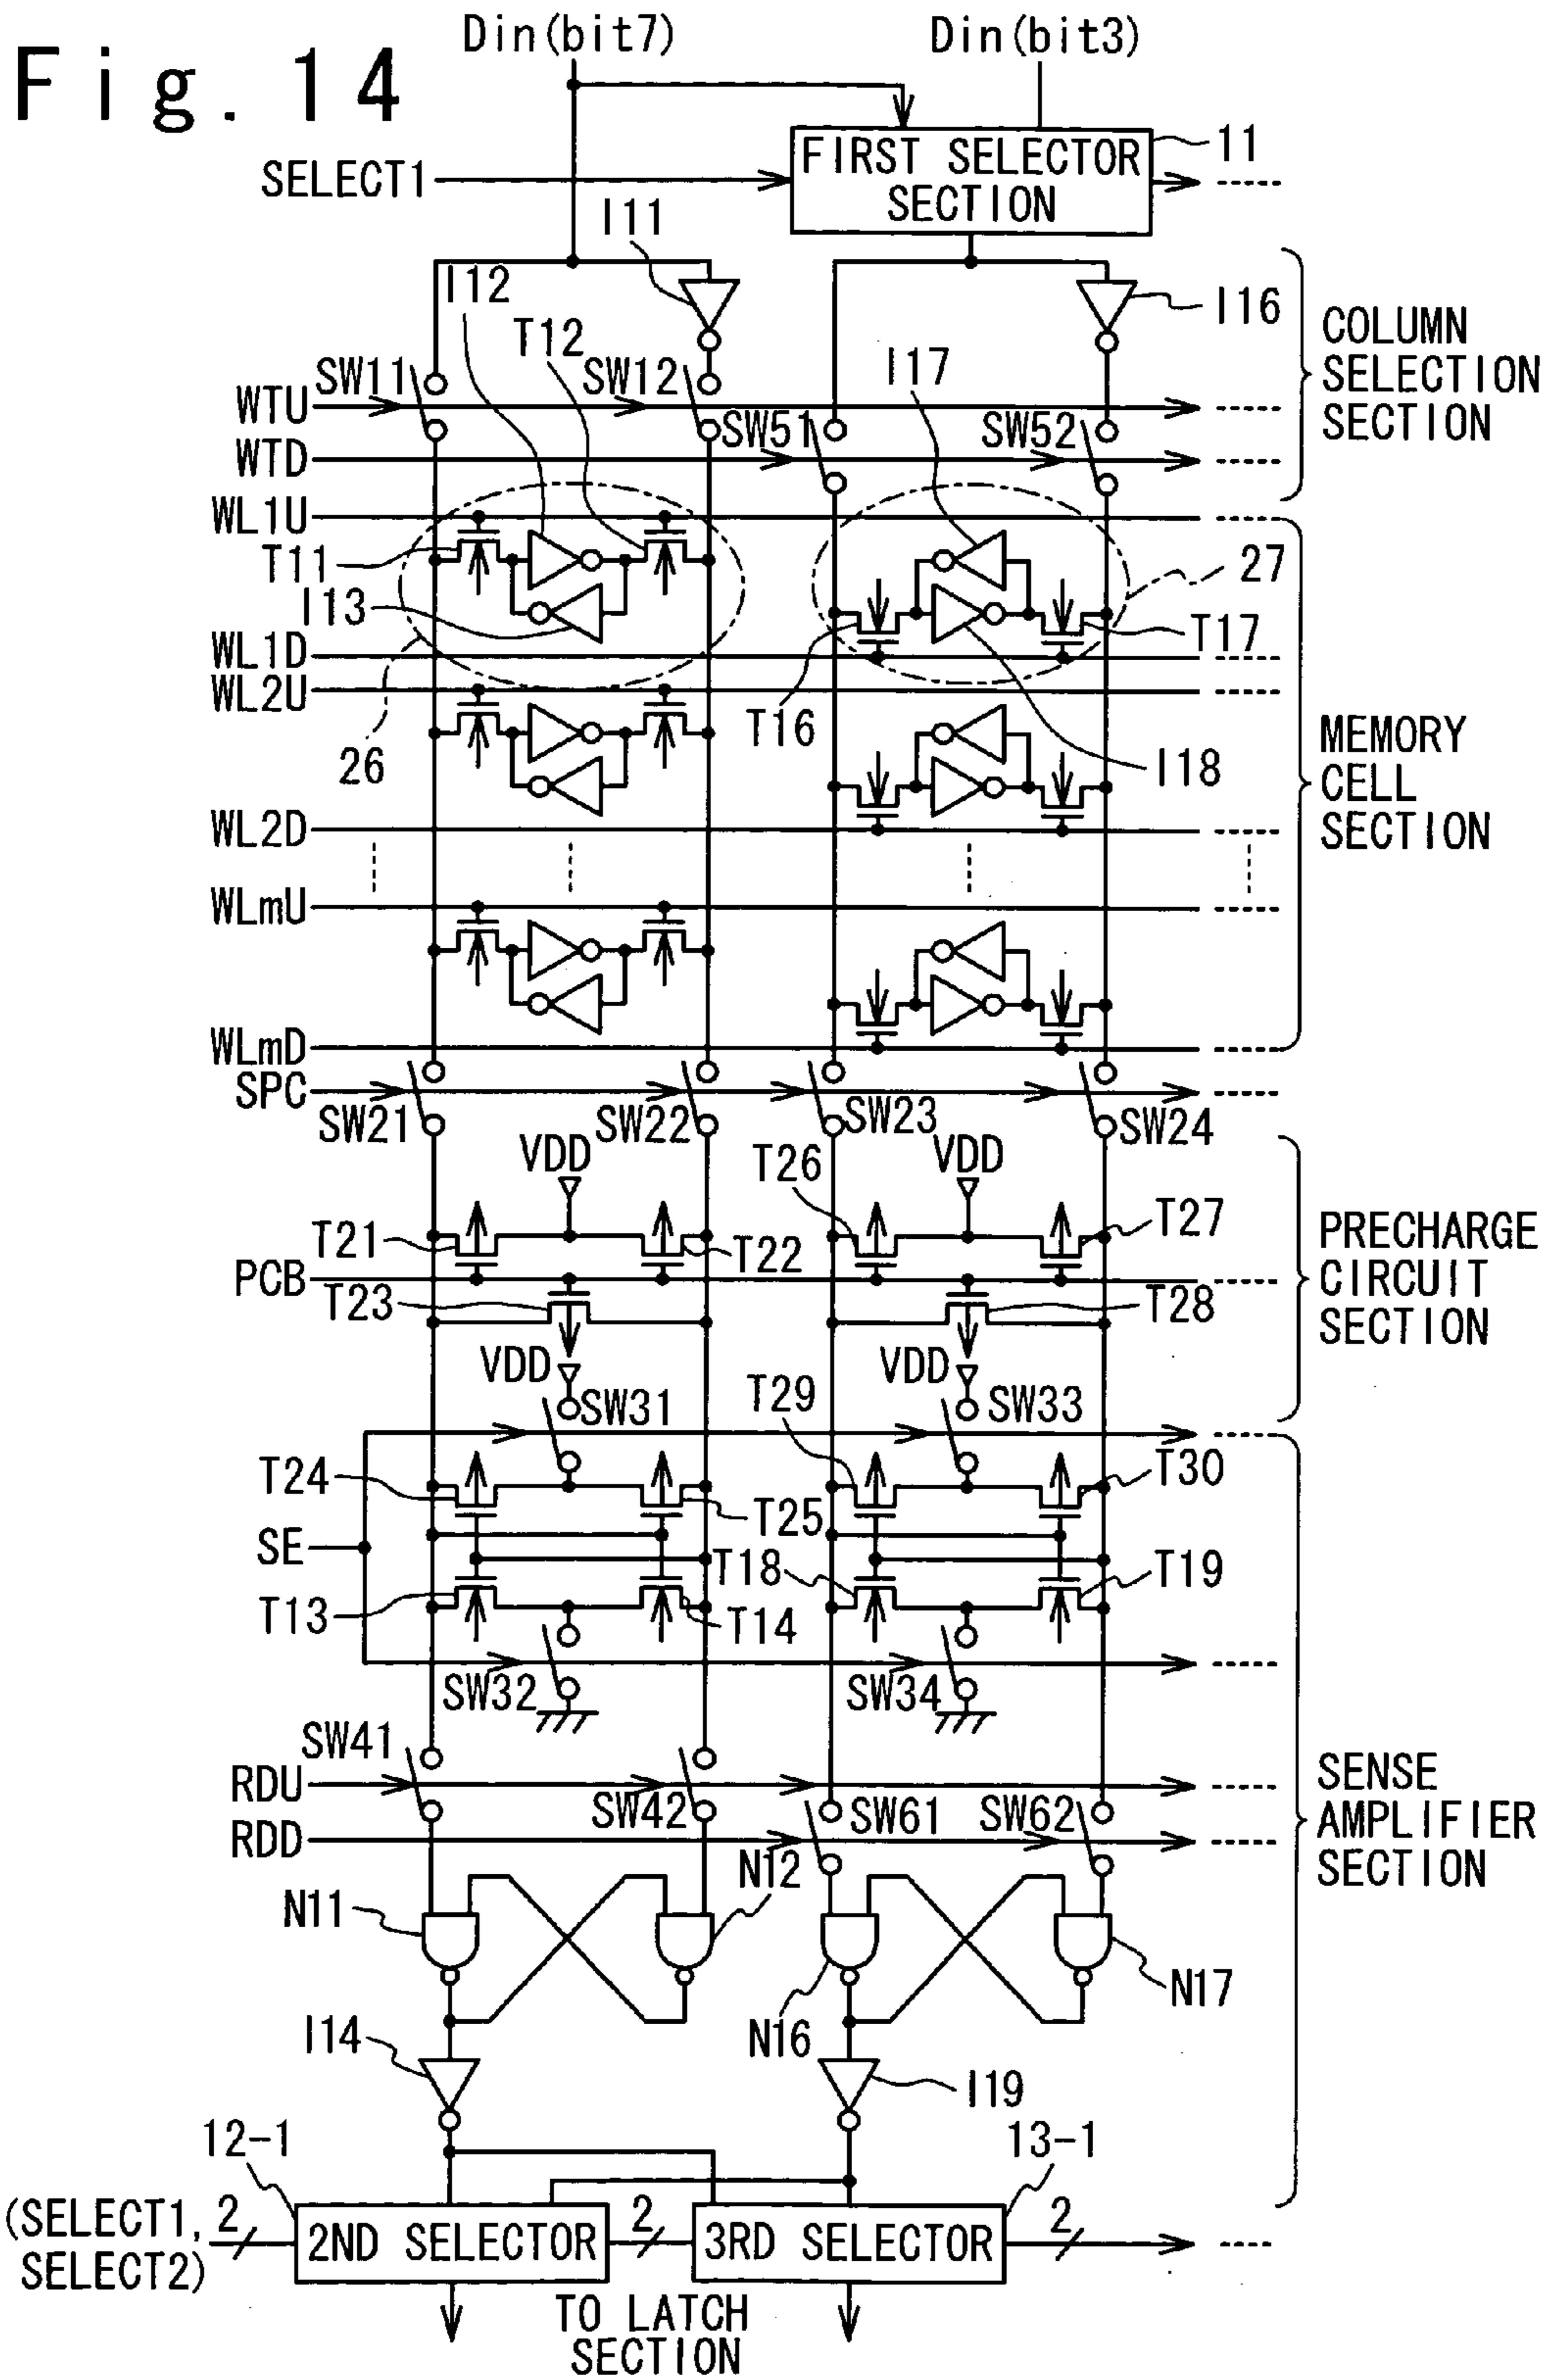 Fig. 14
Din(bit7)
Din(bit3)
SELECT1
FIRST SELECTOR
SECTION
11
I11
I12
T12
I16
I17
COLUMN
SELECTION
SECTION
SW11
SW12
WTU
SW51
SW52
WTD
WL1U
T11
I13
27
WL1D
T17
WL2U
T16
26
I18
MEMORY
CELL
SECTION
WL2D
WLmU
WLmD
SPC
SW21
SW22
SW23
SW24
VDD
T26
VDD
T21
T22
T27
PCB
T23
T28
PRECHARGE
CIRCUIT
SECTION
VDD
VDD
SW31
T29
SW33
T24
T25
T30
SE
T18
T19
T13
T14
SW32
SW34
SW41
RDU
SW42
SW61
SW62
RDD
SENSE
AMPLIFIER
SECTION
N11
N12
N16
N17
I14
I19
12-1
13-1
(SELECT1,
SELECT2)
2
2ND SELECTOR
2
3RD SELECTOR
2
TO LATCH
SECTION